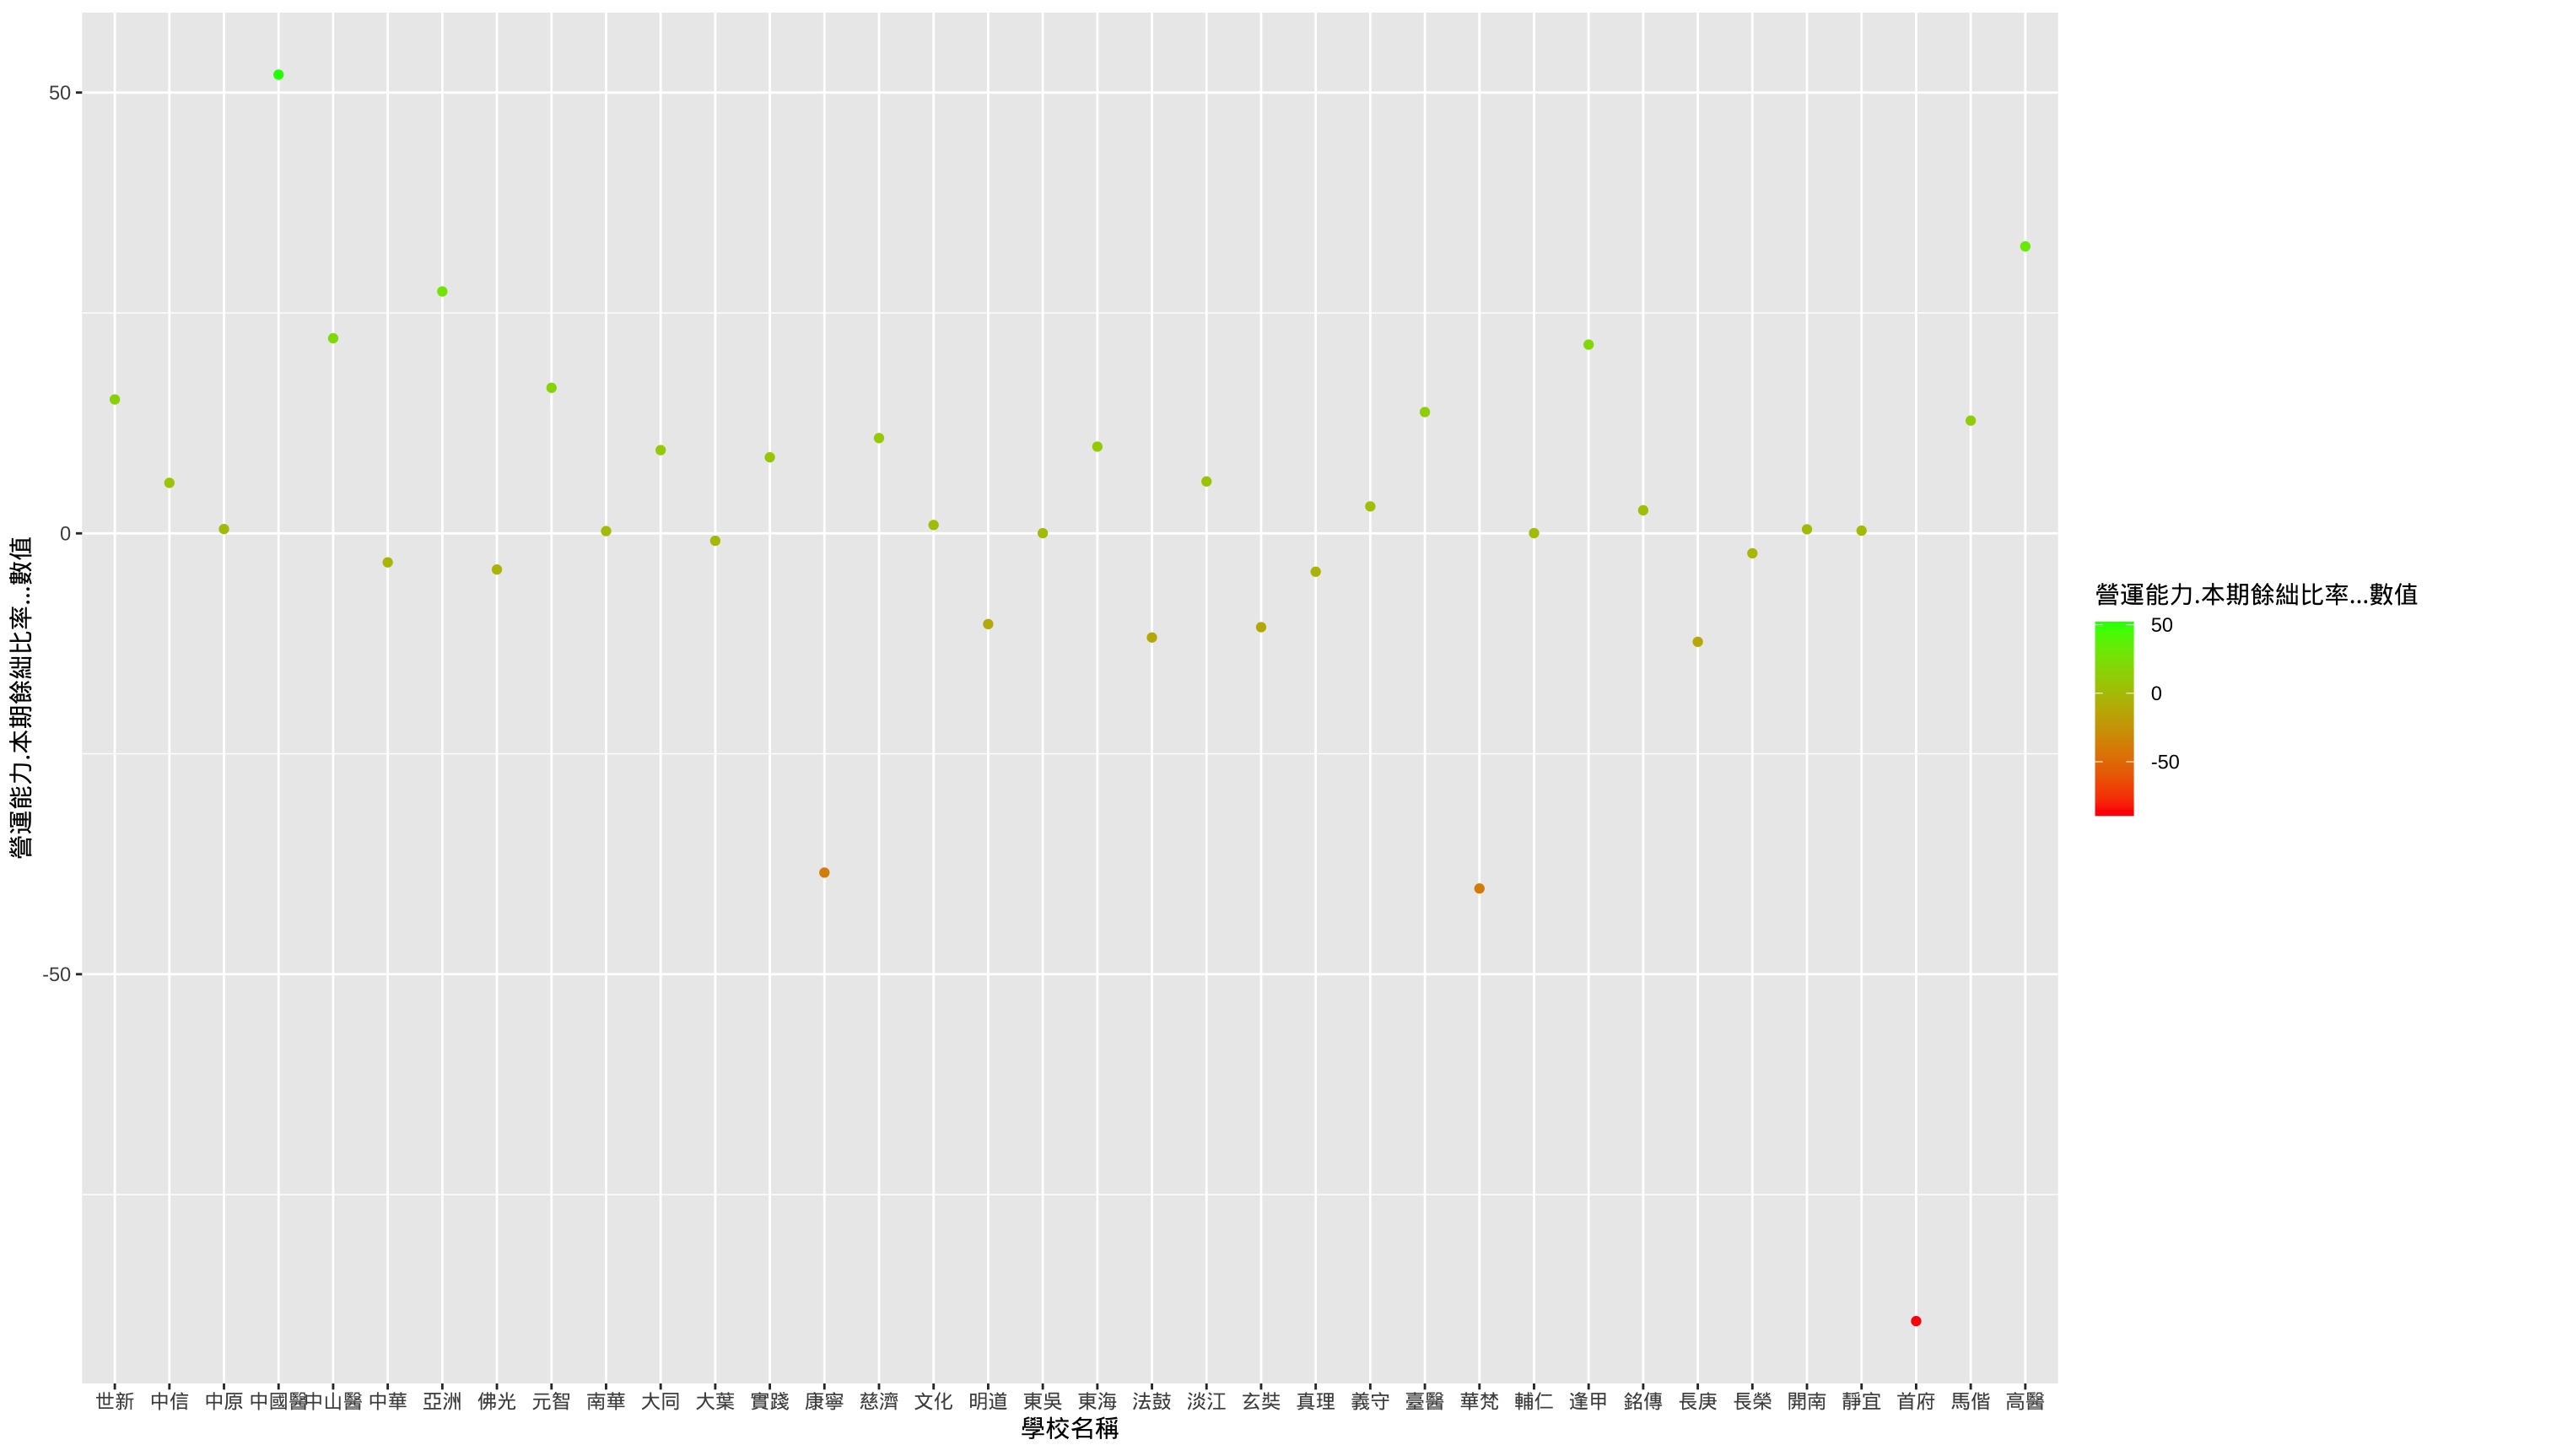 50
0
-50
營運能力.本期餘絀比率...數值
世新 中信 中原 中國醫 中山醫 中華 亞洲 佛光 元智 南華 大同 大葉 實踐 康寧 慈濟 文化 明道 東吳 東海 法鼓 淡江 玄奘 真理 義守 臺醫 華梵 輔仁 逢甲 銘傳 長庚 長榮 開南 靜宜 首府 馬偕 高醫
學校名稱
營運能力.本期餘絀比率...數值
50
0
-50